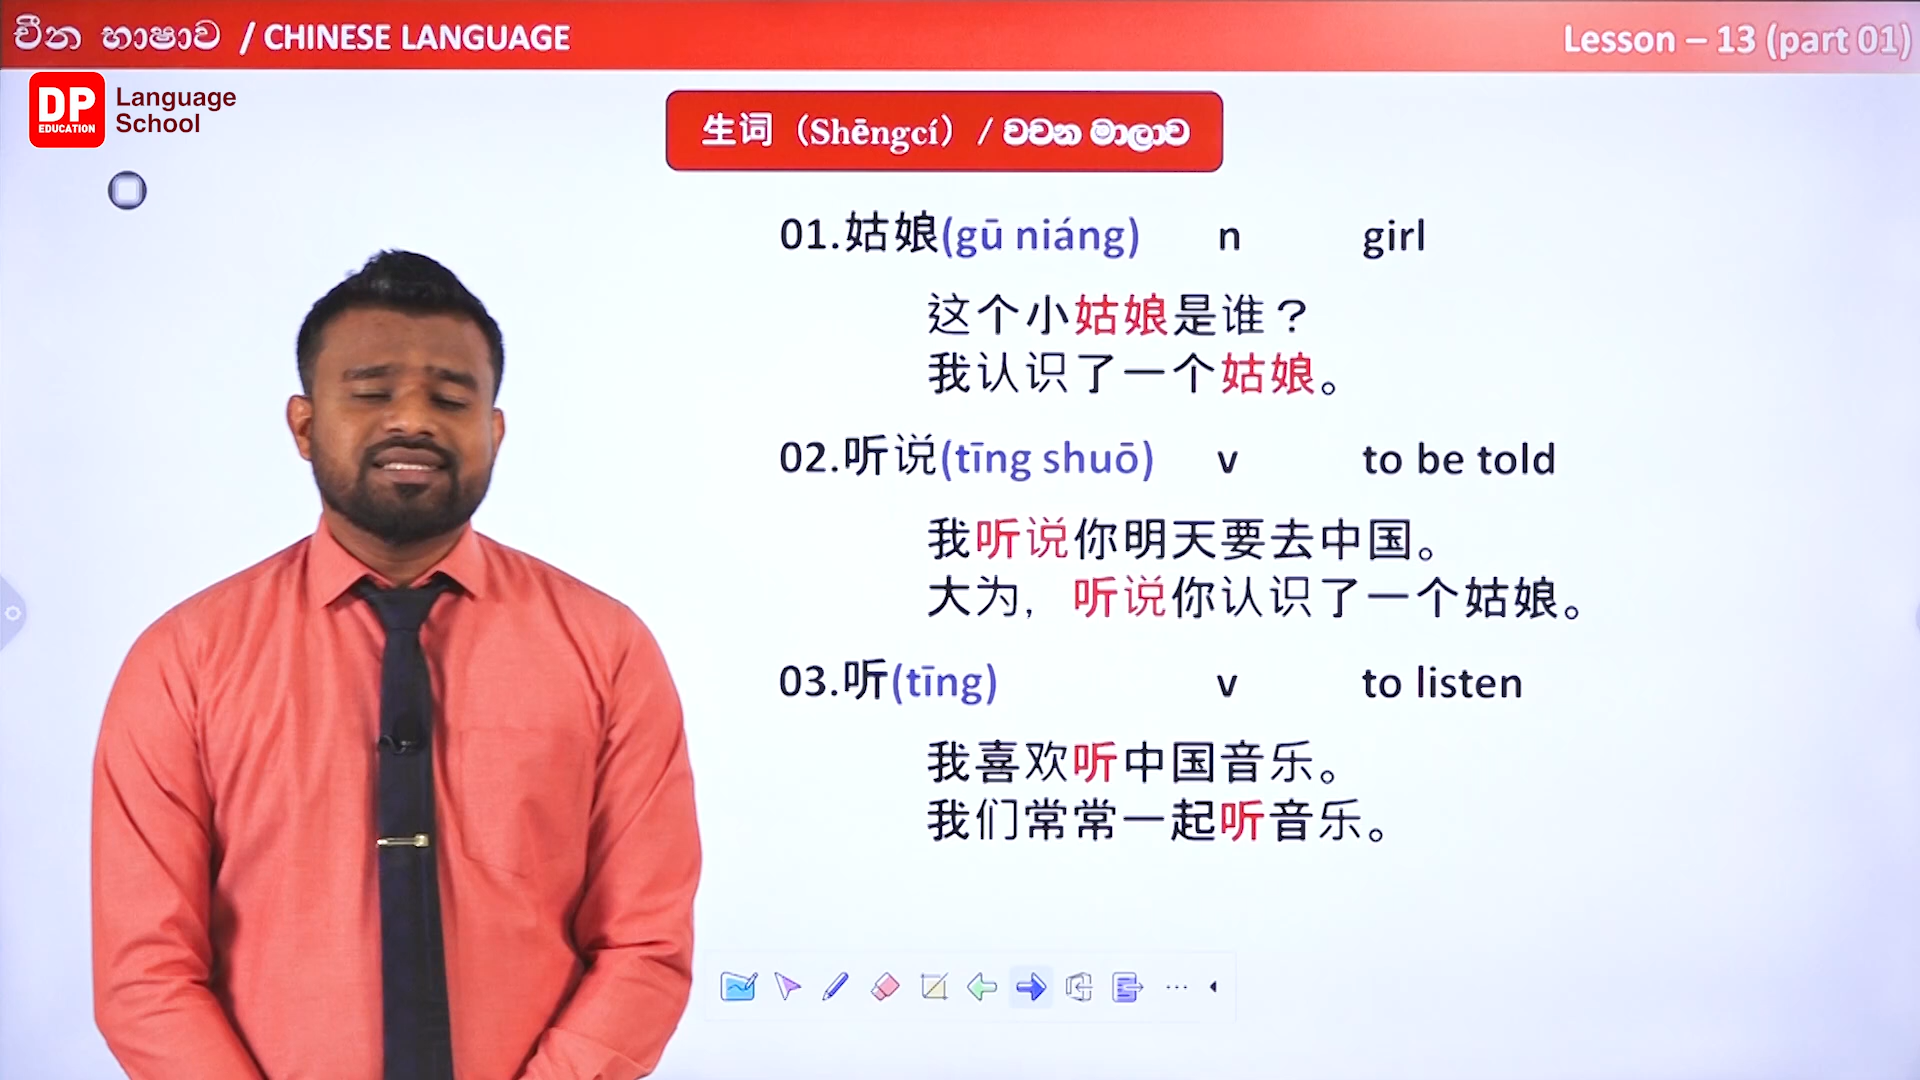 චීන භාෂාව / CHINESE LANGUAGE
Lesson – 13 (part 01)
DP
EDUCATION
Language
School
生词（Shēngcí）/ වචන මාලාව
01.姑娘(gū niáng) n girl
这个小姑娘是谁？
我认识了一个姑娘。
02.听说(tīng shuō) v to be told
我听说你明天要去中国。
大为，听说你认识了一个姑娘。
03.听(tīng) v to listen
我喜欢听中国音乐。
我们常常一起听音乐。